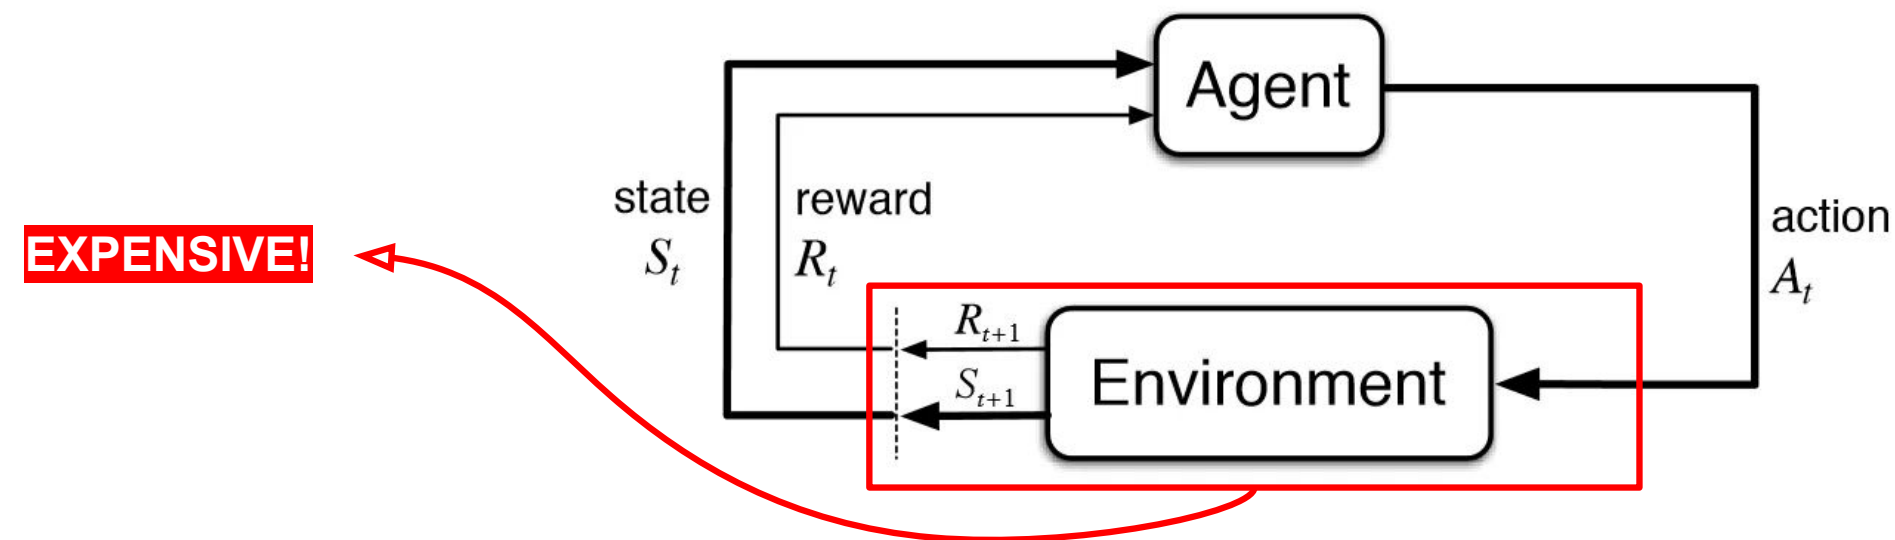 Agent
state
S_t
reward
R_t
action
A_t
EXPENSIVE!
R_{t+1}
S_{t+1}
Environment